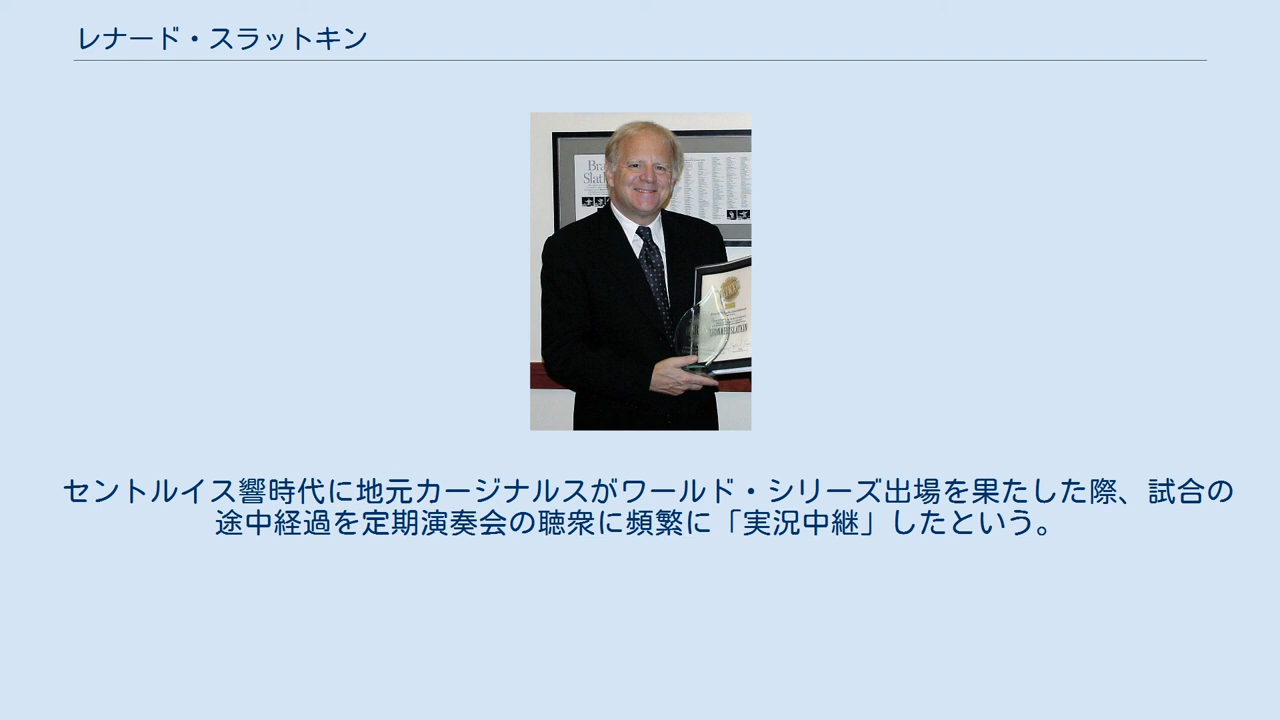 レナード・スラットキン
Bra
Slatk
セントルイス響時代に地元カージナルスがワールド・シリーズ出場を果たした際、試合の
途中経過を定期演奏会の聴衆に頻繁に「実況中継」したという。